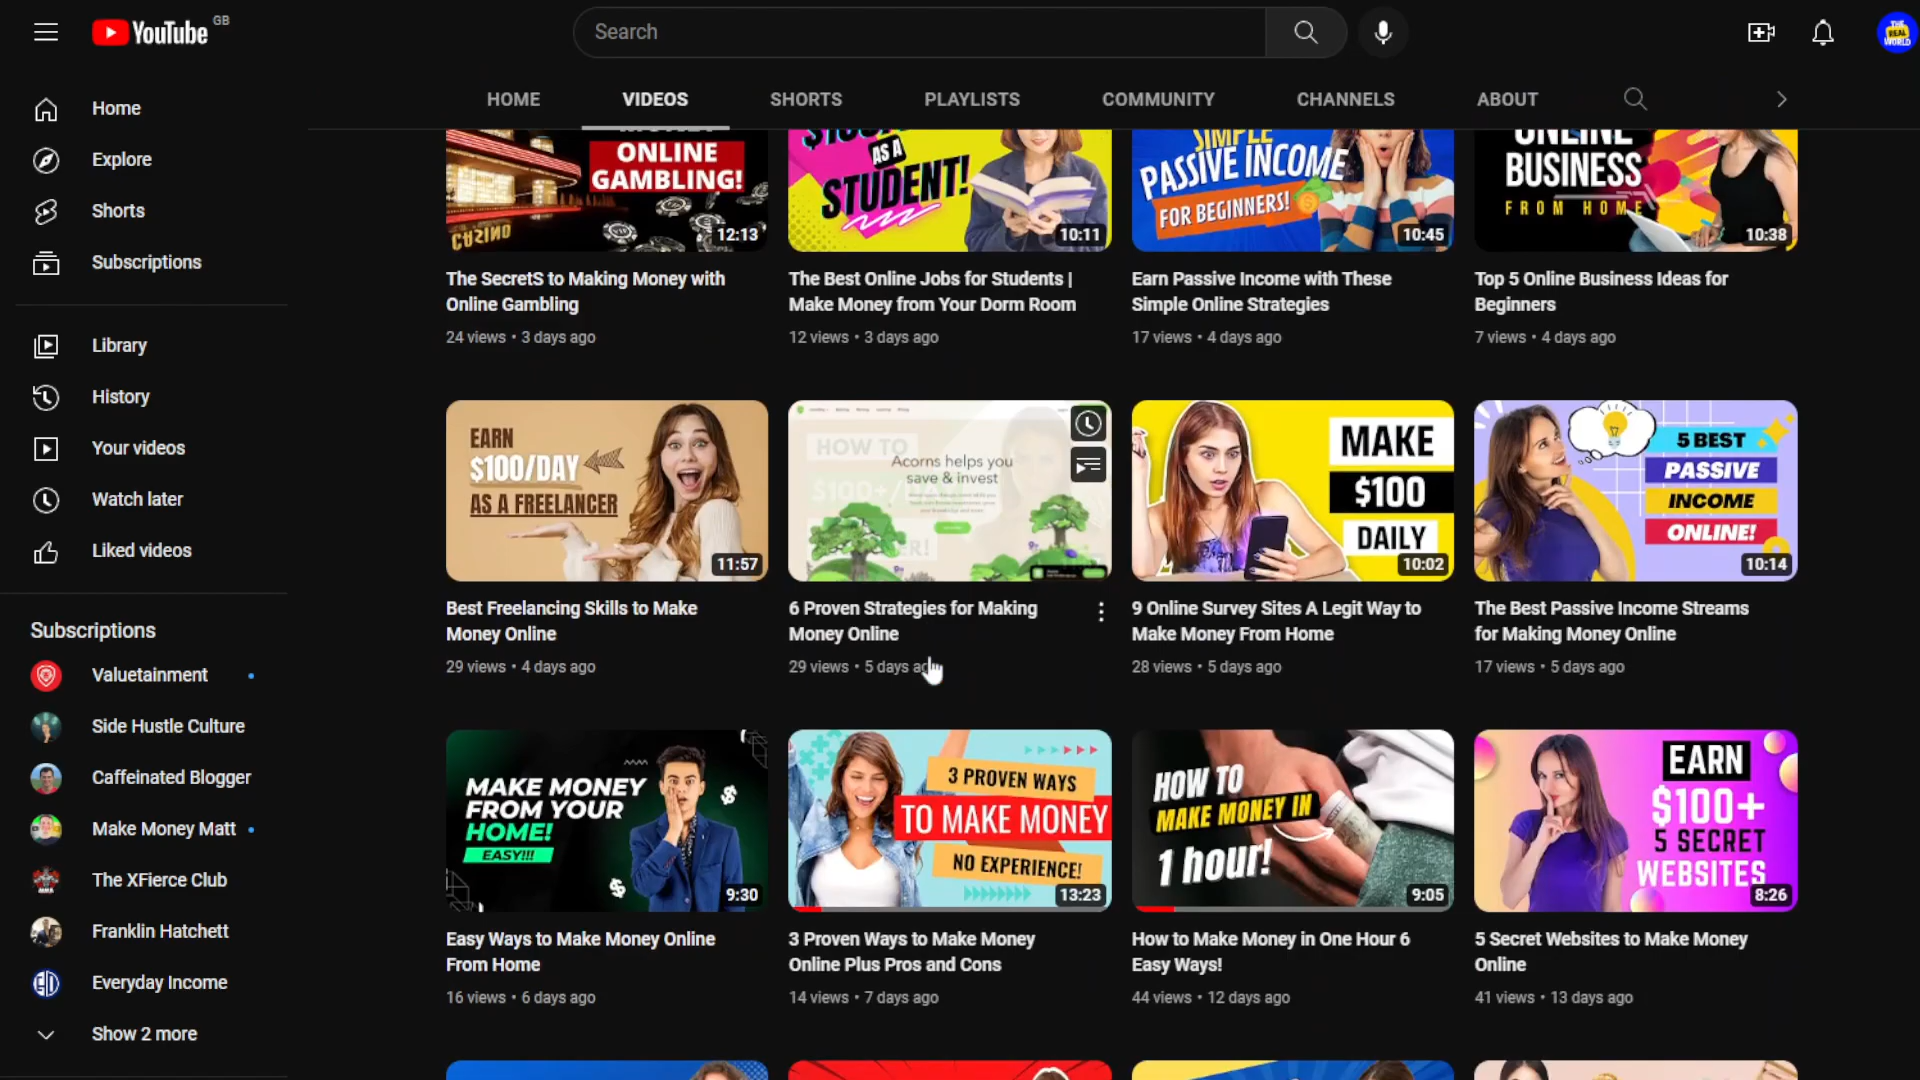 YouTube GB
Search
THE REAL WORLD
Home
Explore
Shorts
Subscriptions
Library
History
Your videos
Watch later
Liked videos
Subscriptions
Valuetainment
Side Hustle Culture
Caffeinated Blogger
Make Money Matt
The XFierce Club
Franklin Hatchett
Everyday Income
Show 2 more
HOME VIDEOS SHORTS PLAYLISTS COMMUNITY CHANNELS ABOUT
ONLINE
GAMBLING!
CASINO
12:13
AS A
STUDENT!
10:11
SIMPLE
PASSIVE INCOME
FOR BEGINNERS!
10:45
ONLINE
BUSINESS
FROM HOME
10:38
The SecretS to Making Money with
Online Gambling
24 views • 3 days ago
The Best Online Jobs for Students |
Make Money from Your Dorm Room
12 views • 3 days ago
Earn Passive Income with These
Simple Online Strategies
17 views • 4 days ago
Top 5 Online Business Ideas for
Beginners
7 views • 4 days ago
EARN
$100/DAY
AS A FREELANCER
11:57
HOW TO
Acorns helps you
save & invest
MAKE
$100
DAILY
10:02
5 BEST
PASSIVE
INCOME
ONLINE!
10:14
Best Freelancing Skills to Make
Money Online
29 views • 4 days ago
6 Proven Strategies for Making
Money Online
29 views • 5 days ago
9 Online Survey Sites A Legit Way to
Make Money From Home
28 views • 5 days ago
The Best Passive Income Streams
for Making Money Online
17 views • 5 days ago
MAKE MONEY
FROM YOUR
HOME!
EASY!!!
9:30
3 PROVEN WAYS
TO MAKE MONEY
NO EXPERIENCE!
13:23
HOW TO
MAKE MONEY IN
1 hour!
9:05
EARN
$100+
5 SECRET
WEBSITES
8:26
Easy Ways to Make Money Online
From Home
16 views • 6 days ago
3 Proven Ways to Make Money
Online Plus Pros and Cons
14 views • 7 days ago
How to Make Money in One Hour 6
Easy Ways!
44 views • 12 days ago
5 Secret Websites to Make Money
Online
41 views • 13 days ago